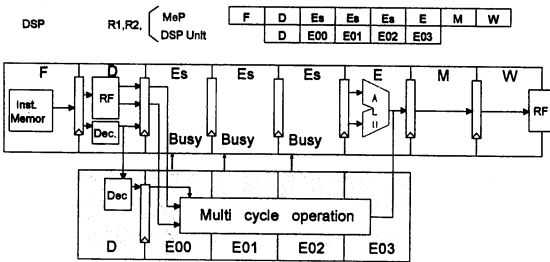 DSP R1,R2, MeP
DSP Unit
F D Es Es Es E M W
D E00 E01 E02 E03
F D Es Es Es E M W
Inst. Memor
RF
Dec.
A L U
RF
Busy Busy Busy
Dec
Multi cycle operation
D E00 E01 E02 E03